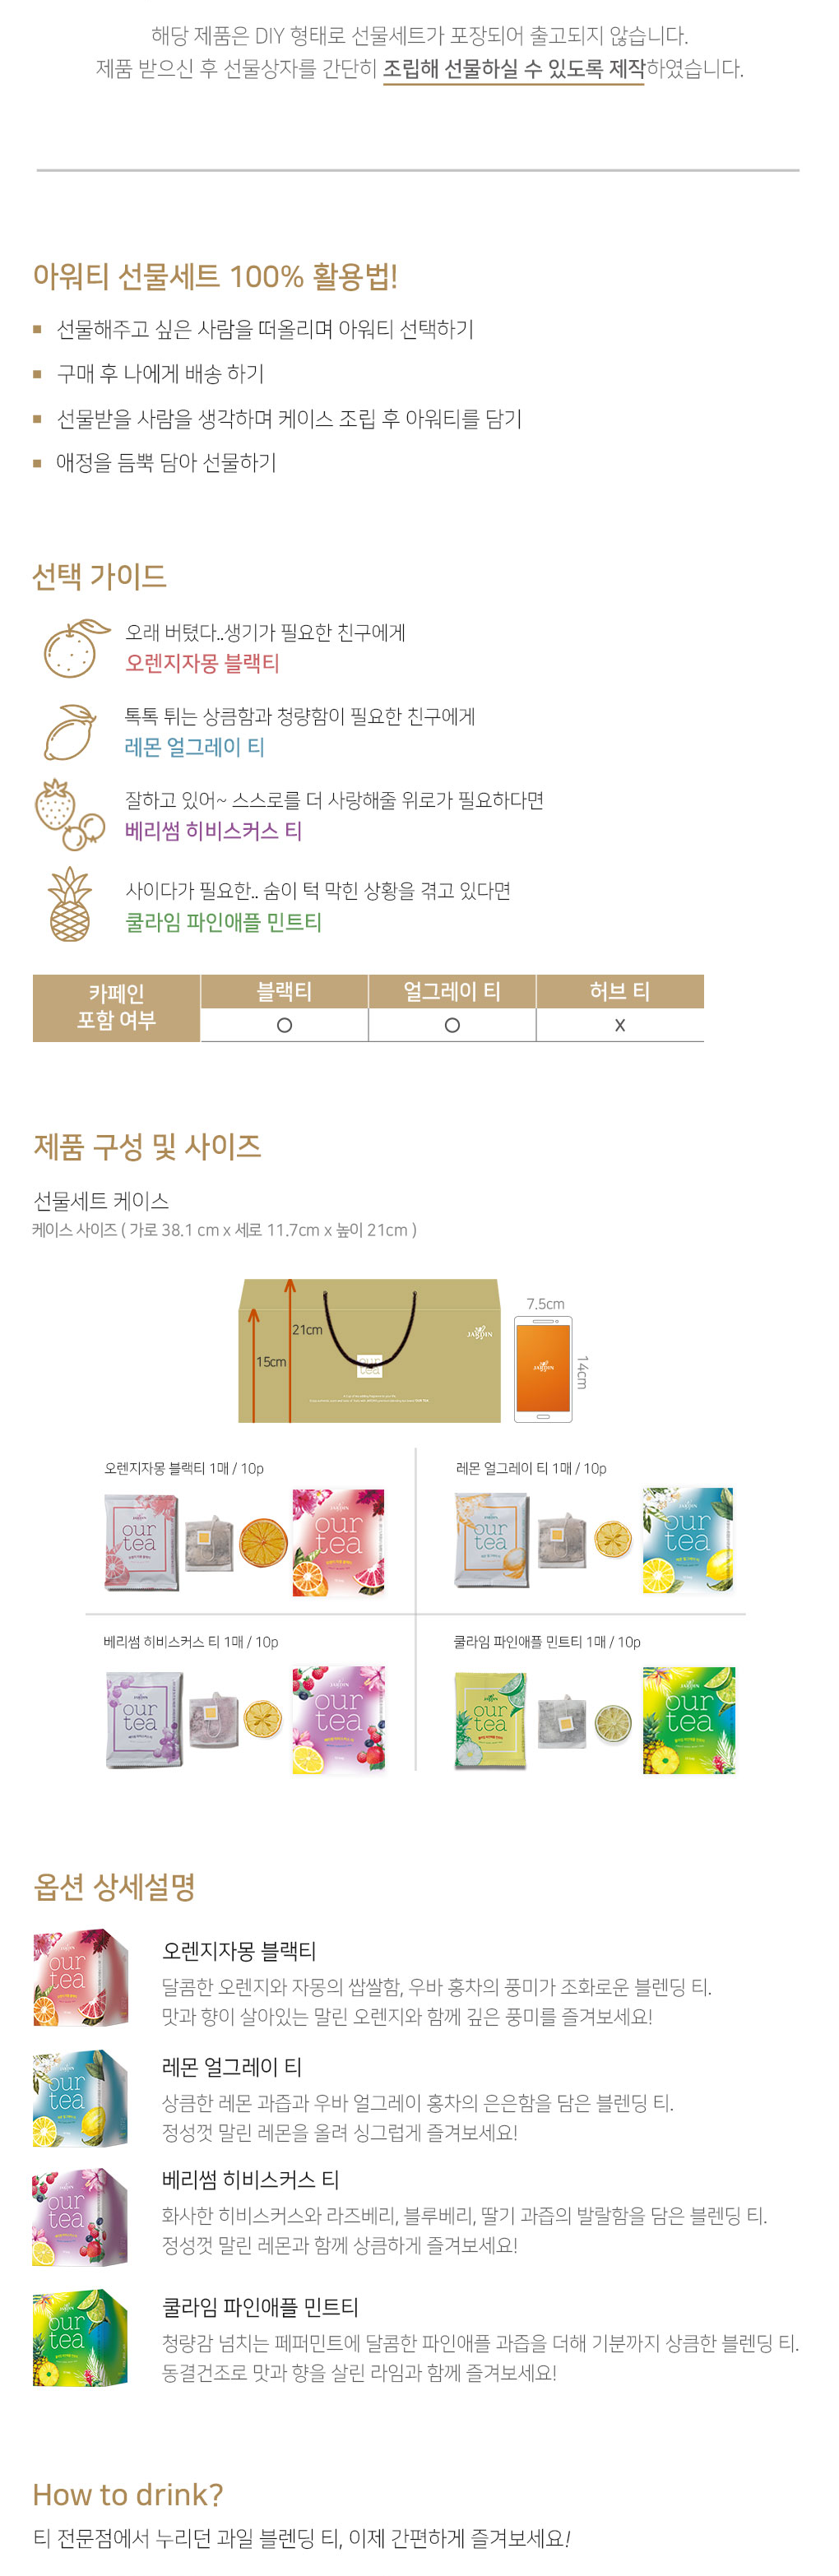 해당 제품은 DIY 형태로 선물세트가 포장되어 출고되지 않습니다.
제품 받으신 후 선물상자를 간단히 조립해 선물하실 수 있도록 제작하였습니다.
아워티 선물세트 100% 활용법!
선물해주고 싶은 사람을 떠올리며 아워티 선택하기
구매 후 나에게 배송 하기
선물받을 사람을 생각하며 케이스 조립 후 아워티를 담기
애정을 듬뿍 담아 선물하기
선택 가이드
오래 버텼다..생기가 필요한 친구에게
오렌지자몽 블랙티
톡톡 튀는 상큼함과 청량함이 필요한 친구에게
레몬 얼그레이 티
잘하고 있어~ 스스로를 더 사랑해줄 위로가 필요하다면
베리썸 히비스커스 티
사이다가 필요한.. 숨이 턱 막힌 상황을 겪고 있다면
쿨라임 파인애플 민트티
카페인 포함 여부 블랙티 얼그레이 티 허브 티
O O X
제품 구성 및 사이즈
선물세트 케이스
케이스 사이즈 ( 가로 38.1 cm x 세로 11.7cm x 높이 21cm )
7.5cm
21cm
JARDIN
15cm
our tea
JARDIN
14cm
오렌지자몽 블랙티 1매 / 10p
레몬 얼그레이 티 1매 / 10p
our tea
our tea
our tea
our tea
베리썸 히비스커스 티 1매 / 10p
쿨라임 파인애플 민트티 1매 / 10p
our tea
our tea
our tea
our tea
옵션 상세설명
our tea
오렌지자몽 블랙티
달콤한 오렌지와 자몽의 쌉쌀함, 우바 홍차의 풍미가 조화로운 블렌딩 티.
맛과 향이 살아있는 말린 오렌지와 함께 깊은 풍미를 즐겨보세요!
our tea
레몬 얼그레이 티
상큼한 레몬 과즙과 우바 얼그레이 홍차의 은은함을 담은 블렌딩 티.
정성껏 말린 레몬을 올려 싱그럽게 즐겨보세요!
our tea
베리썸 히비스커스 티
화사한 히비스커스와 라즈베리, 블루베리, 딸기 과즙의 발랄함을 담은 블렌딩 티.
정성껏 말린 레몬과 함께 상큼하게 즐겨보세요!
our tea
쿨라임 파인애플 민트티
청량감 넘치는 페퍼민트에 달콤한 파인애플 과즙을 더해 기분까지 상큼한 블렌딩 티.
동결건조로 맛과 향을 살린 라임과 함께 즐겨보세요!
How to drink?
티 전문점에서 누리던 과일 블렌딩 티, 이제 간편하게 즐겨보세요!